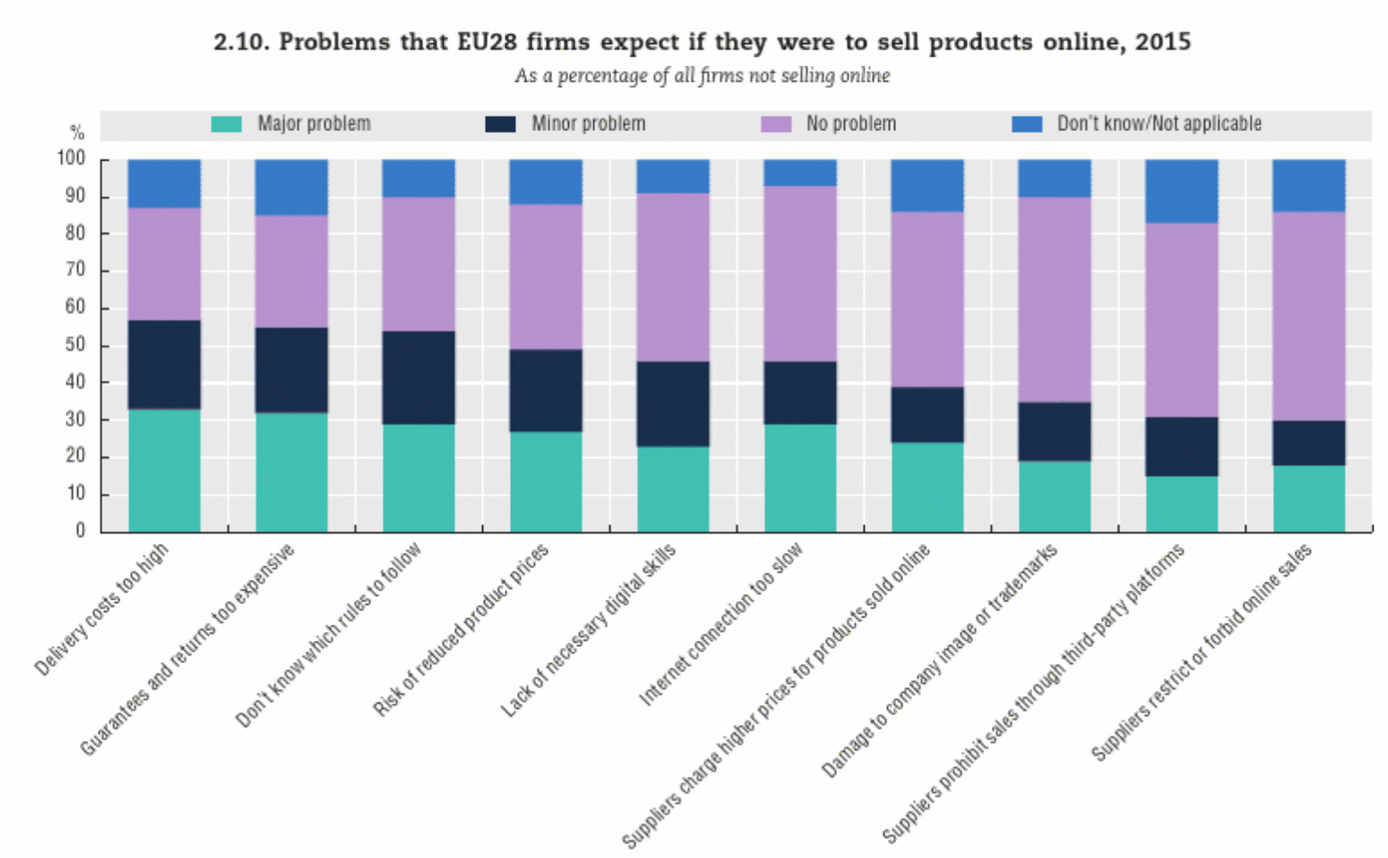 2.10. Problems that EU28 firms expect if they were to sell products online, 2015
As a percentage of all firms not selling online
%
Major problem
Minor problem
No problem
Don't know/Not applicable
100
90
80
70
60
50
40
30
20
10
0
Delivery costs too high
Guarantees and returns too expensive
Don't know which rules to follow
Risk of reduced product prices
Lack of necessary digital skills
Internet connection too slow
Suppliers charge higher prices for products sold online
Damage to company image or trademarks
Suppliers prohibit sales through third-party platforms
Suppliers restrict or forbid online sales